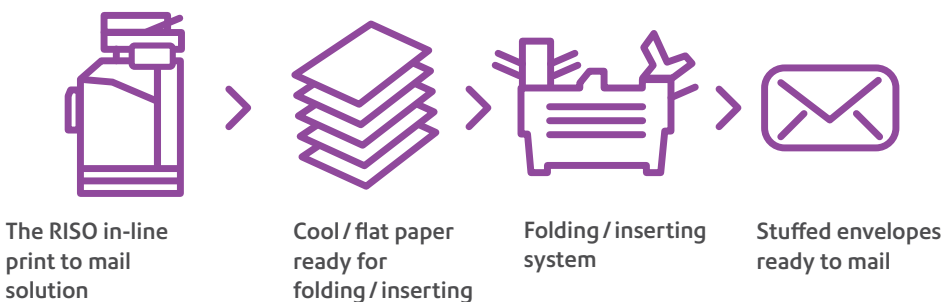 The RISO in-line
print to mail
solution
Cool / flat paper
ready for
folding / inserting
Folding / inserting
system
Stuffed envelopes
ready to mail